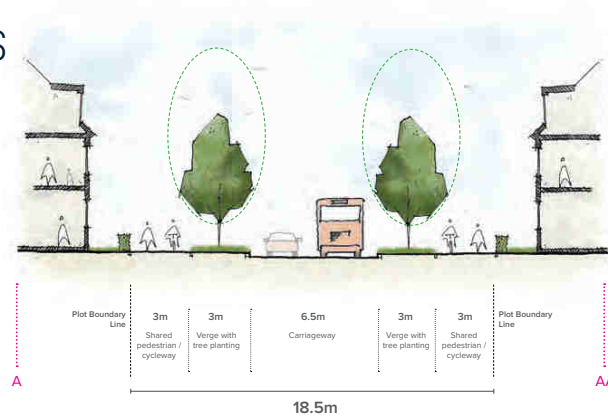 S
Plot Boundary
Line
3m
Shared
pedestrian /
cycleway
3m
Verge with
tree planting
6.5m
Carriageway
3m
Verge with
tree planting
3m
Shared
pedestrian /
cycleway
Plot Boundary
Line
A
AA
18.5m